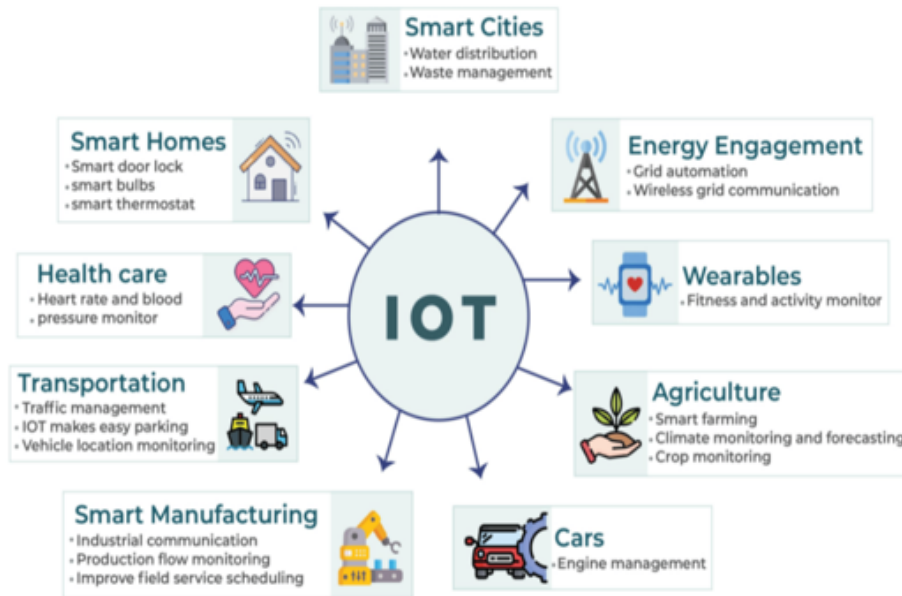 Smart Cities
• Water distribution
• Waste management
Smart Homes
• Smart door lock
• smart bulbs
• smart thermostat
Energy Engagement
• Grid automation
• Wireless grid communication
Health care
• Heart rate and blood
• pressure monitor
IOT
Wearables
• Fitness and activity monitor
Transportation
• Traffic management
• IOT makes easy parking
• Vehicle location monitoring
Agriculture
• Smart farming
• Climate monitoring and forecasting
• Crop monitoring
Smart Manufacturing
• Industrial communication
• Production flow monitoring
• Improve field service scheduling
Cars
• Engine management